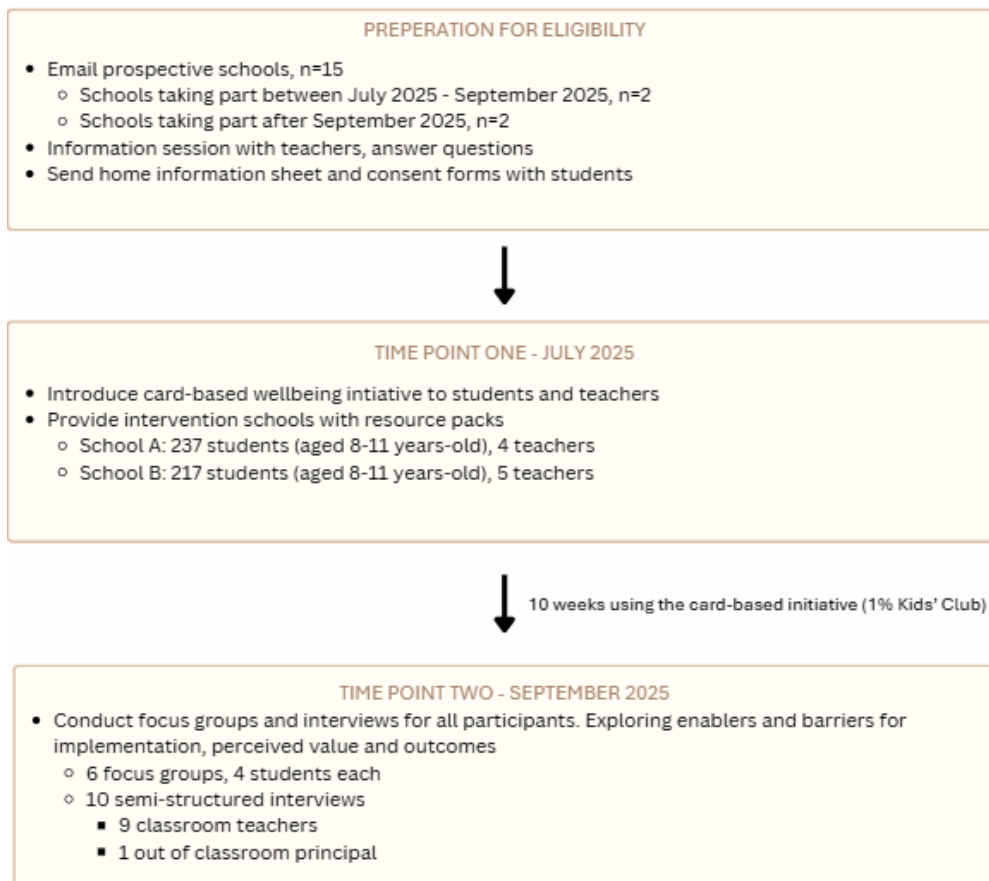 PREPERATION FOR ELIGIBILITY
• Email prospective schools, n=15
○ Schools taking part between July 2025 - September 2025, n=2
○ Schools taking part after September 2025, n=2
• Information session with teachers, answer questions
• Send home information sheet and consent forms with students
TIME POINT ONE - JULY 2025
• Introduce card-based wellbeing intiative to students and teachers
• Provide intervention schools with resource packs
○ School A: 237 students (aged 8-11 years-old), 4 teachers
○ School B: 217 students (aged 8-11 years-old), 5 teachers
10 weeks using the card-based initiative (1% Kids' Club)
TIME POINT TWO - SEPTEMBER 2025
• Conduct focus groups and interviews for all participants. Exploring enablers and barriers for
implementation, perceived value and outcomes
○ 6 focus groups, 4 students each
○ 10 semi-structured interviews
▪ 9 classroom teachers
▪ 1 out of classroom principal